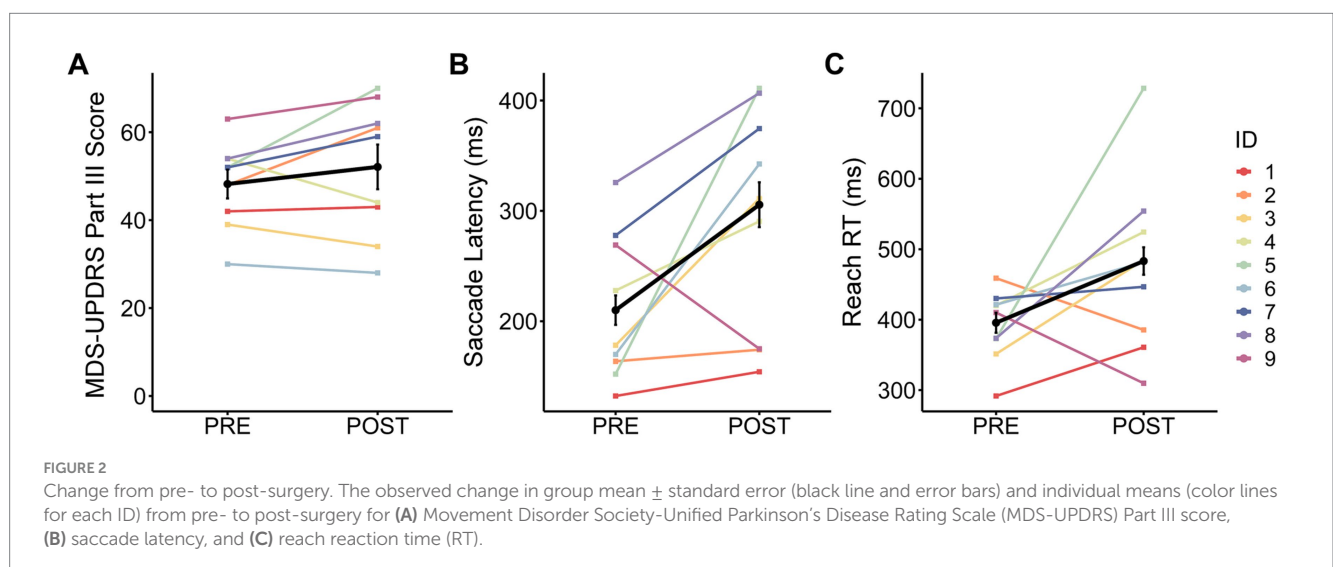 A
MDS-UPDRS Part III Score
60
40
20
0
PRE POST
B
Saccade Latency (ms)
400
300
200
PRE POST
C
Reach RT (ms)
700
600
500
400
300
PRE POST
ID
1
2
3
4
5
6
7
8
9
FIGURE 2
Change from pre- to post-surgery. The observed change in group mean ± standard error (black line and error bars) and individual means (color lines
for each ID) from pre- to post-surgery for (A) Movement Disorder Society-Unified Parkinson's Disease Rating Scale (MDS-UPDRS) Part III score,
(B) saccade latency, and (C) reach reaction time (RT).